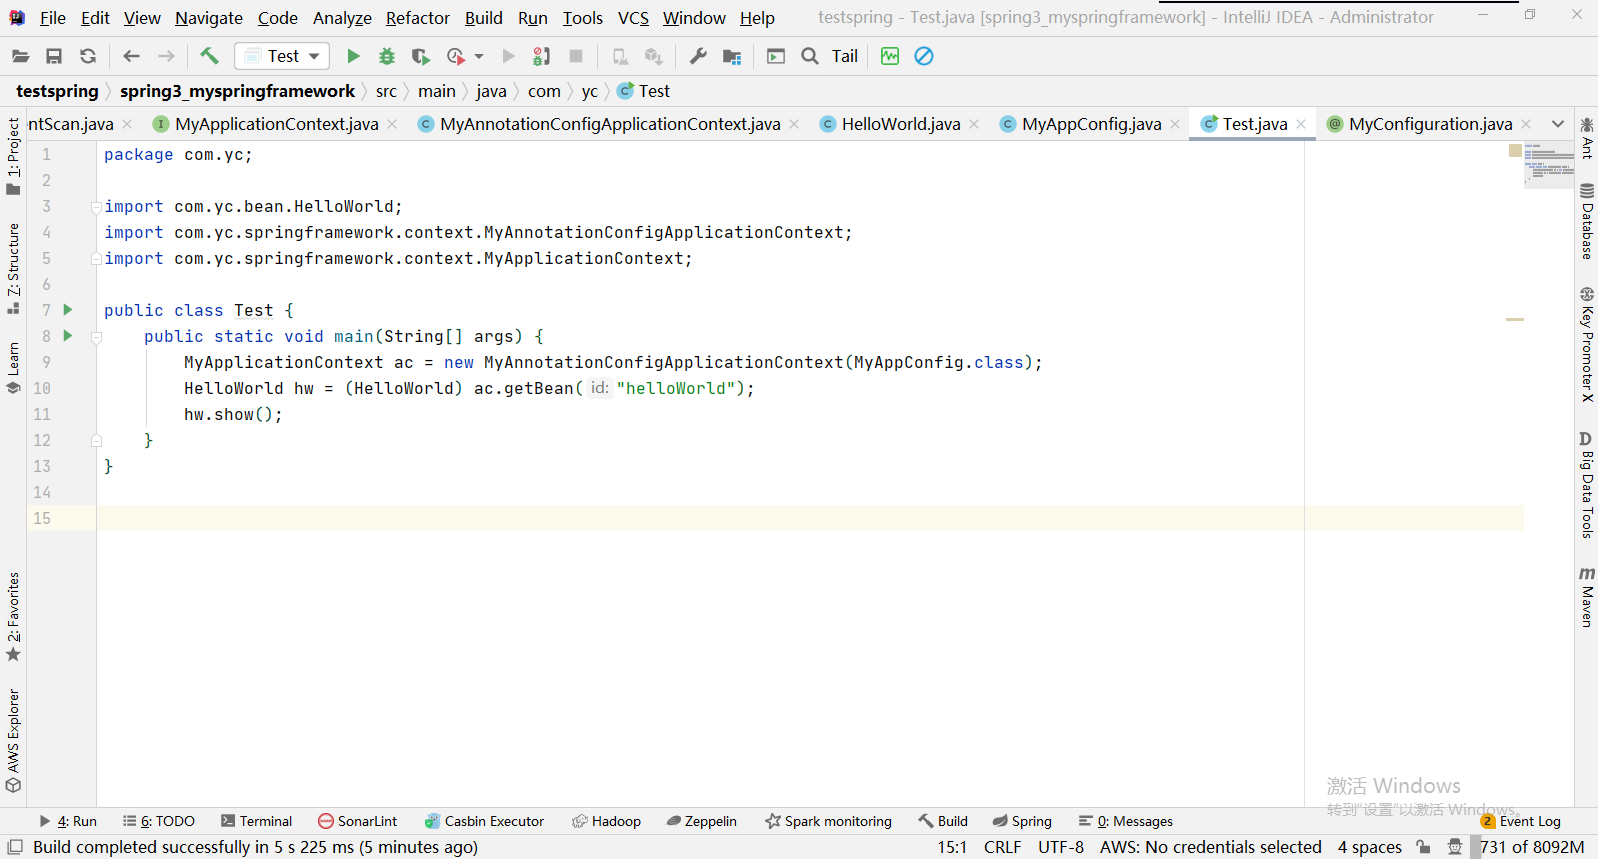 File Edit View Navigate Code Analyze Refactor Build Run Tools VCS Window Help testspring - Test.java [spring3_myspringframework] - IntelliJ IDEA - Administrator
Test Tail
testspring spring3_myspringframework src main java com yc Test
ntScan.java MyApplicationContext.java MyAnnotationConfigApplicationContext.java HelloWorld.java MyAppConfig.java Test.java MyConfiguration.java
1 package com.yc;
2
3 import com.yc.bean.HelloWorld;
4 import com.yc.springframework.context.MyAnnotationConfigApplicationContext;
5 import com.yc.springframework.context.MyApplicationContext;
6
7 public class Test {
8 public static void main(String[] args) {
9 MyApplicationContext ac = new MyAnnotationConfigApplicationContext(MyAppConfig.class);
10 HelloWorld hw = (HelloWorld) ac.getBean( id: "helloWorld");
11 hw.show();
12 }
13 }
14
15
1: Project
7: Structure
Learn
2: Favorites
AWS Explorer
Ant
Database
Key Promoter X
Big Data Tools
Maven
激活 Windows
转到"设置"以激活 Windows。
4: Run 6: TODO Terminal SonarLint Casbin Executor Hadoop Zeppelin Spark monitoring Build Spring 0: Messages 2 Event Log
Build completed successfully in 5 s 225 ms (5 minutes ago) 15:1 CRLF UTF-8 AWS: No credentials selected 4 spaces 731 of 8092M